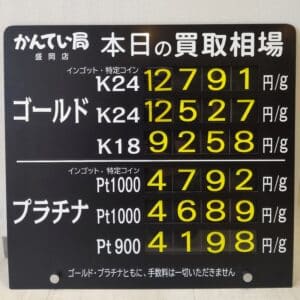 かんてい局 盛岡店 本日の買取相場
インゴット・特定コイン
K24 12791 円/g
ゴールド K24 12527 円/g
K18 9258 円/g
インゴット・特定コイン
Pt1000 4792 円/g
プラチナ Pt1000 4689 円/g
Pt900 4198 円/g
ゴールド・プラチナともに、手数料は一切いただきません